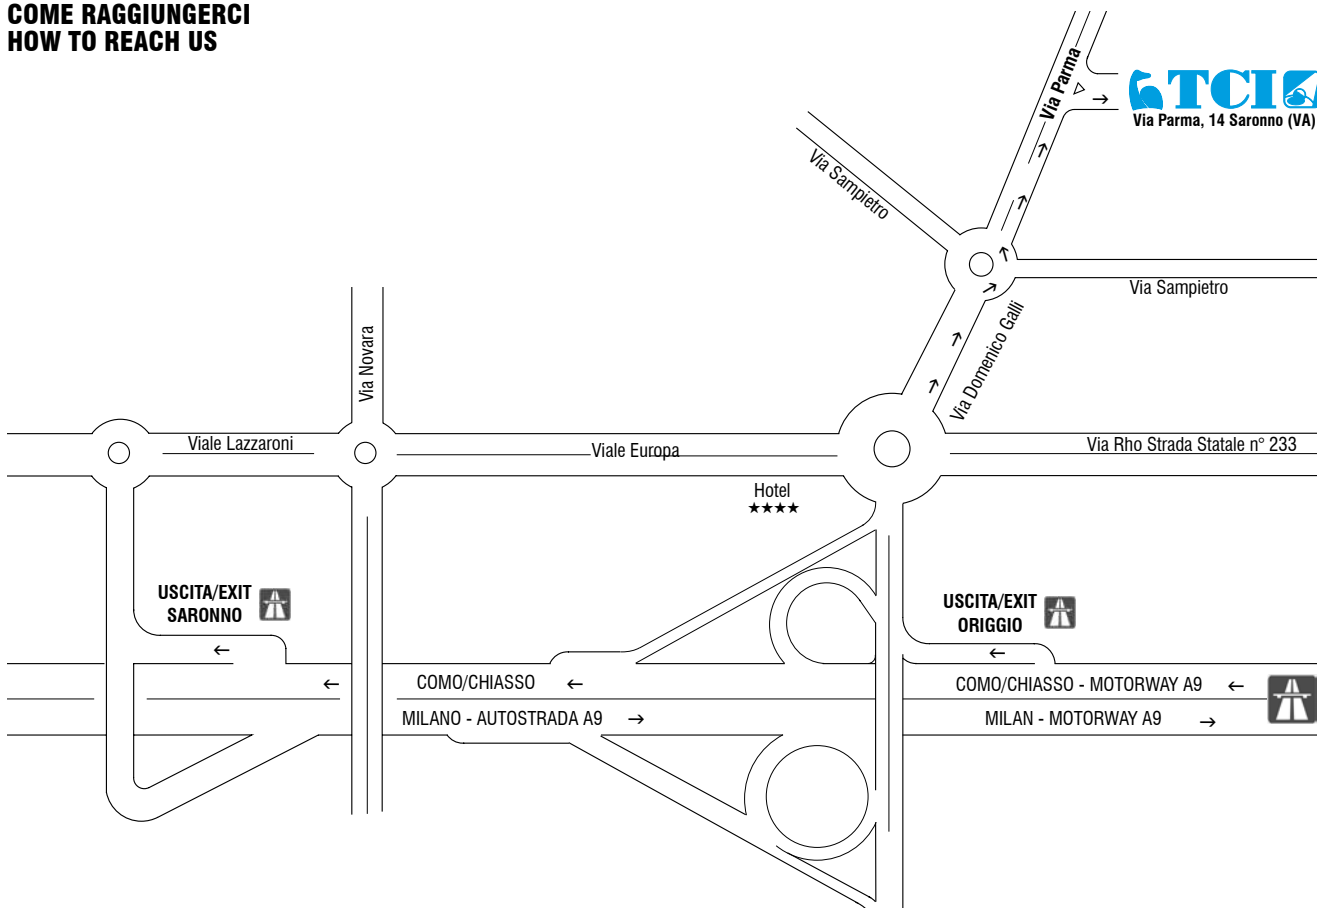 COME RAGGIUNGERCI
HOW TO REACH US
Via Parma
TCI
Via Parma, 14 Saronno (VA)
Via Sampietro
Via Sampietro
Via Domenico Galli
Via Novara
Viale Lazzaroni
Viale Europa
Via Rho Strada Statale n° 233
Hotel
★★★★
USCITA/EXIT
SARONNO
USCITA/EXIT
ORIGGIO
COMO/CHIASSO
COMO/CHIASSO - MOTORWAY A9
MILANO - AUTOSTRADA A9
MILAN - MOTORWAY A9